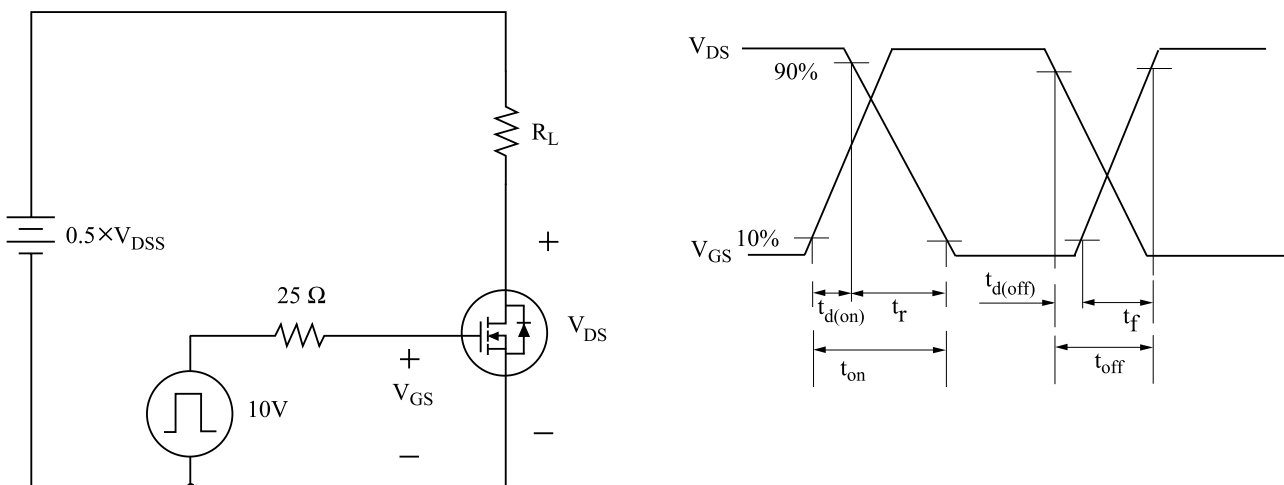 R_L
0.5×V_DSS
+
25 Ω
V_DS
+
V_GS
10V
−
−
V_DS
90%
10%
V_GS
t_d(on)
t_r
t_d(off)
t_f
t_on
t_off